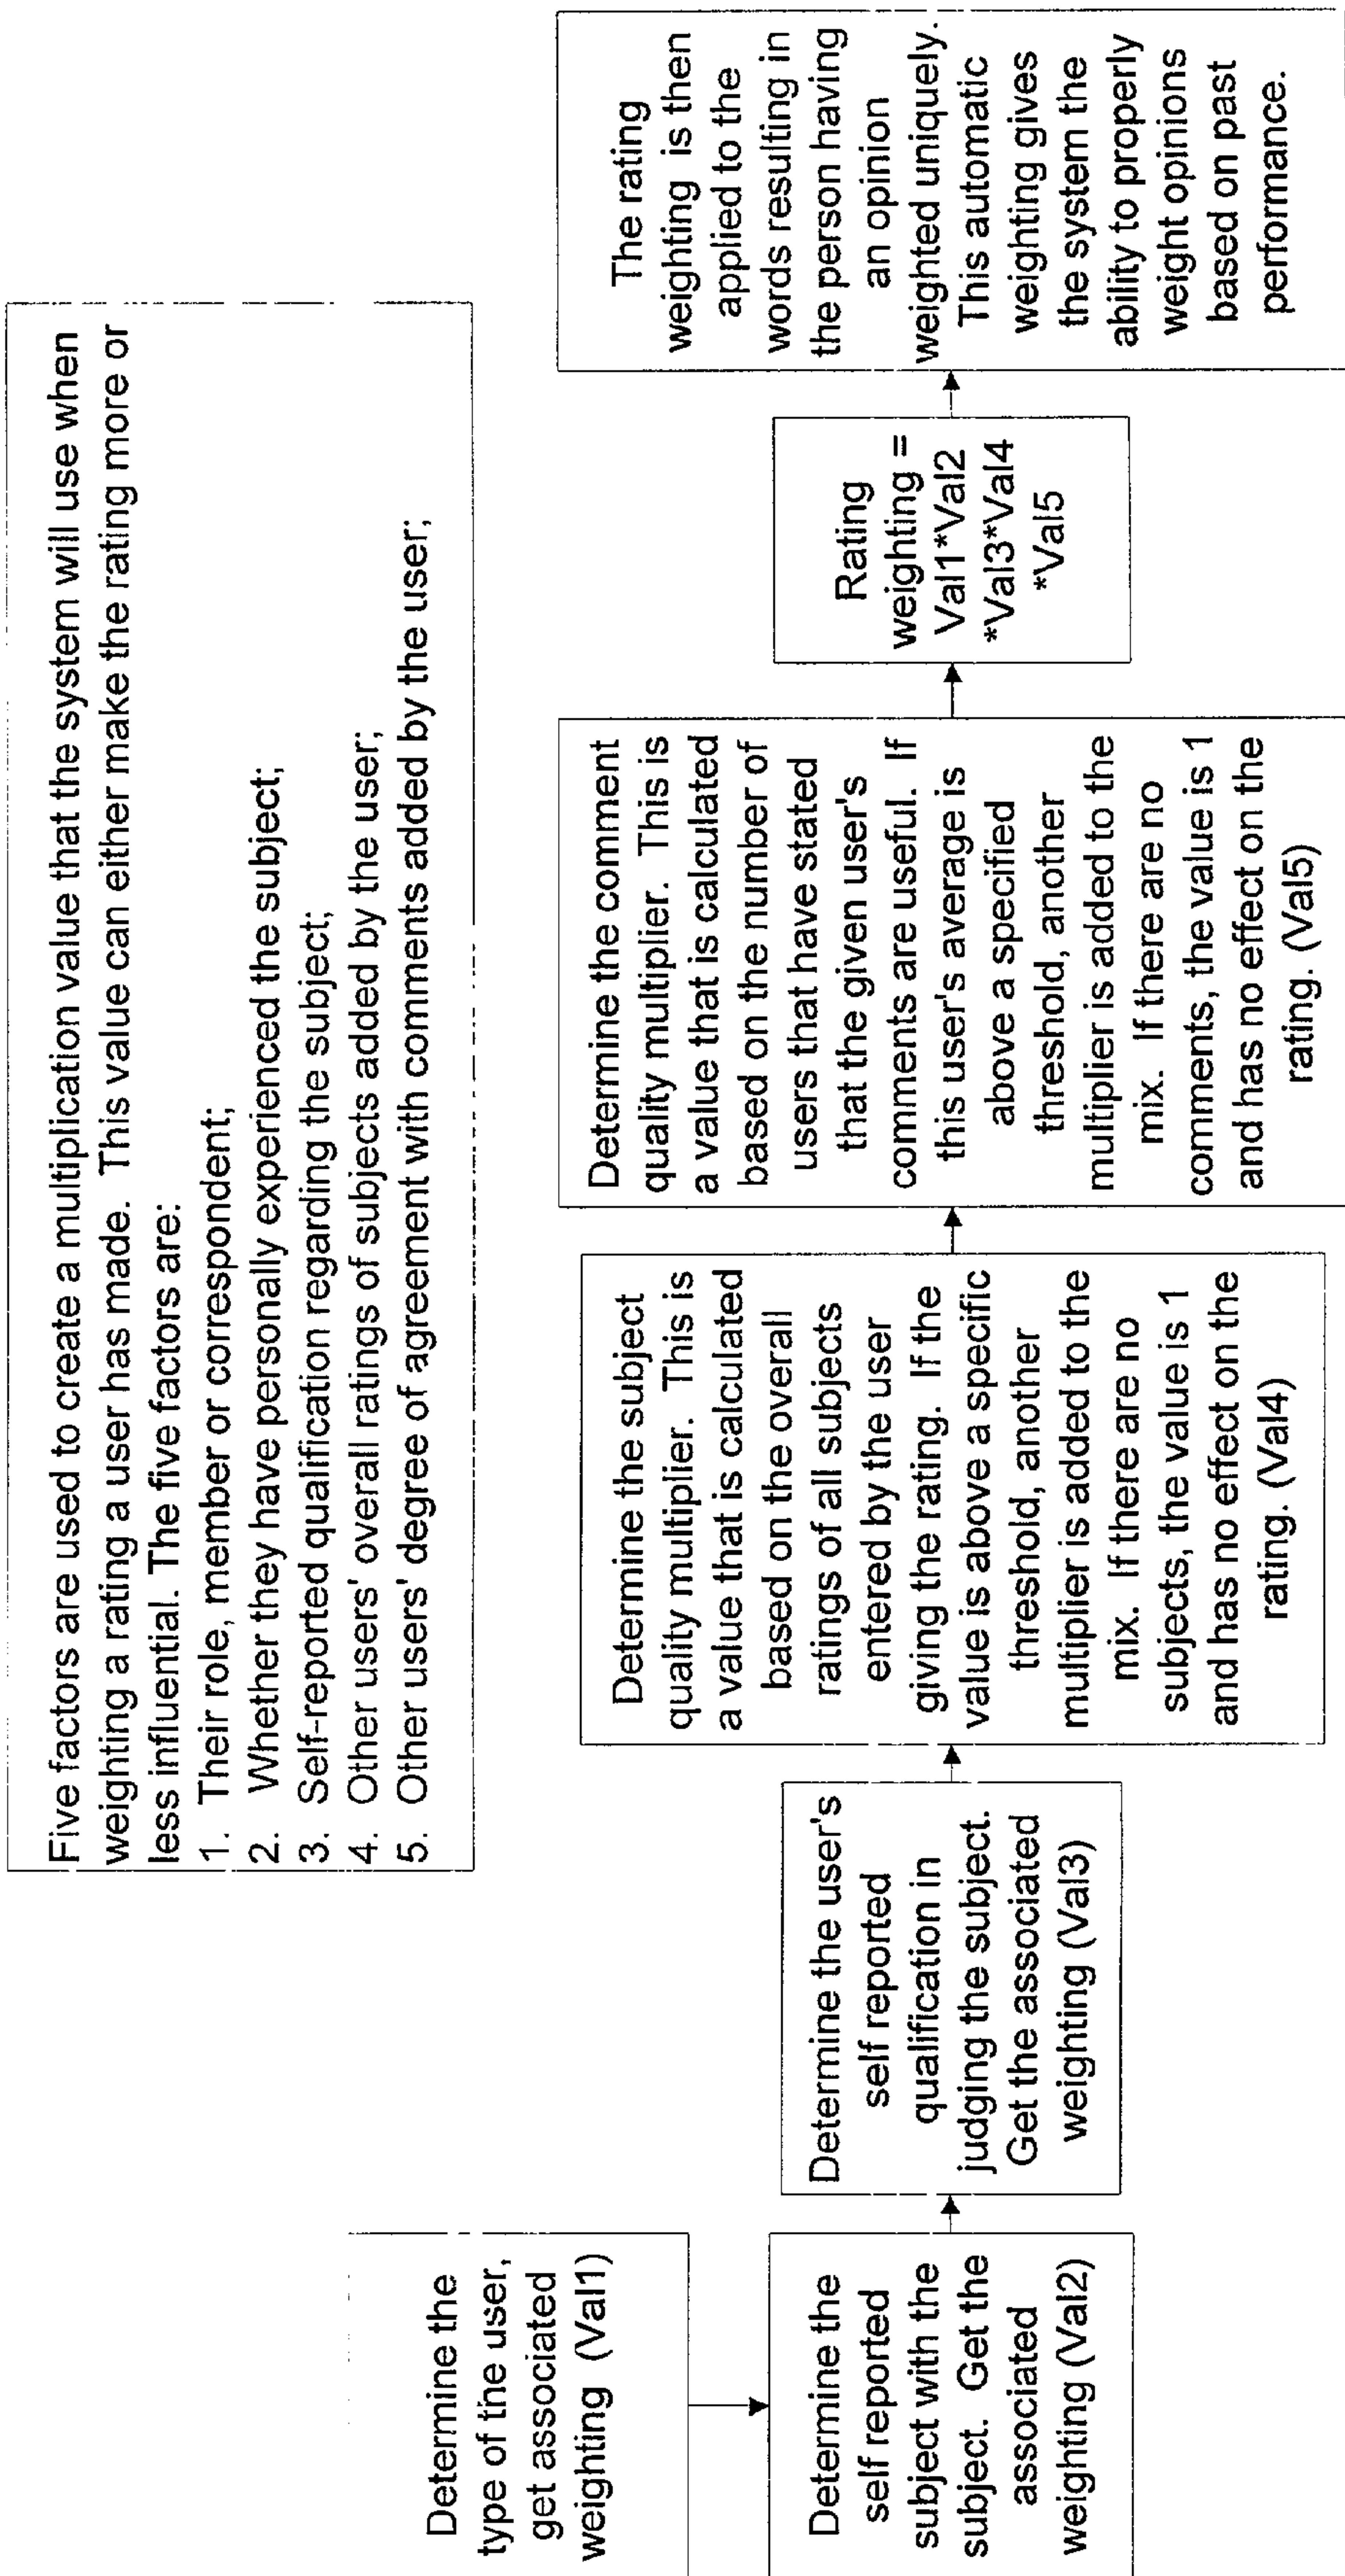 Five factors are used to create a multiplication value that the system will use when
weighting a rating a user has made.  This value can either make the rating more or
less influential. The five factors are:
1.  Their role, member or correspondent;
2.  Whether they have personally experienced the subject;
3.  Self-reported qualification regarding the subject;
4.  Other users' overall ratings of subjects added by the user;
5.  Other users' degree of agreement with comments added by the user;
Determine the
type of the user,
get associated
weighting (Val1)
Determine the
self reported
subject with the
subject.  Get the
associated
weighting (Val2)
Determine the user's
self reported
qualification in
judging the subject.
Get the associated
weighting (Val3)
Determine the subject
quality multiplier.  This is
a value that is calculated
based on the overall
ratings of all subjects
entered by the user
giving the rating.  If the
value is above a specific
threshold, another
multiplier is added to the
mix.  If there are no
subjects, the value is 1
and has no effect on the
rating. (Val4)
Determine the comment
quality multiplier.  This is
a value that is calculated
based on the number of
users that have stated
that the given user's
comments are useful.  If
this user's average is
above a specified
threshold, another
multiplier is added to the
mix.  If there are no
comments, the value is 1
and has no effect on the
rating. (Val5)
Rating
weighting =
Val1*Val2
*Val3*Val4
*Val5
The rating
weighting is then
applied to the
words resulting in
the person having
an opinion
weighted uniquely.
This automatic
weighting gives
the system the
ability to properly
weight opinions
based on past
performance.